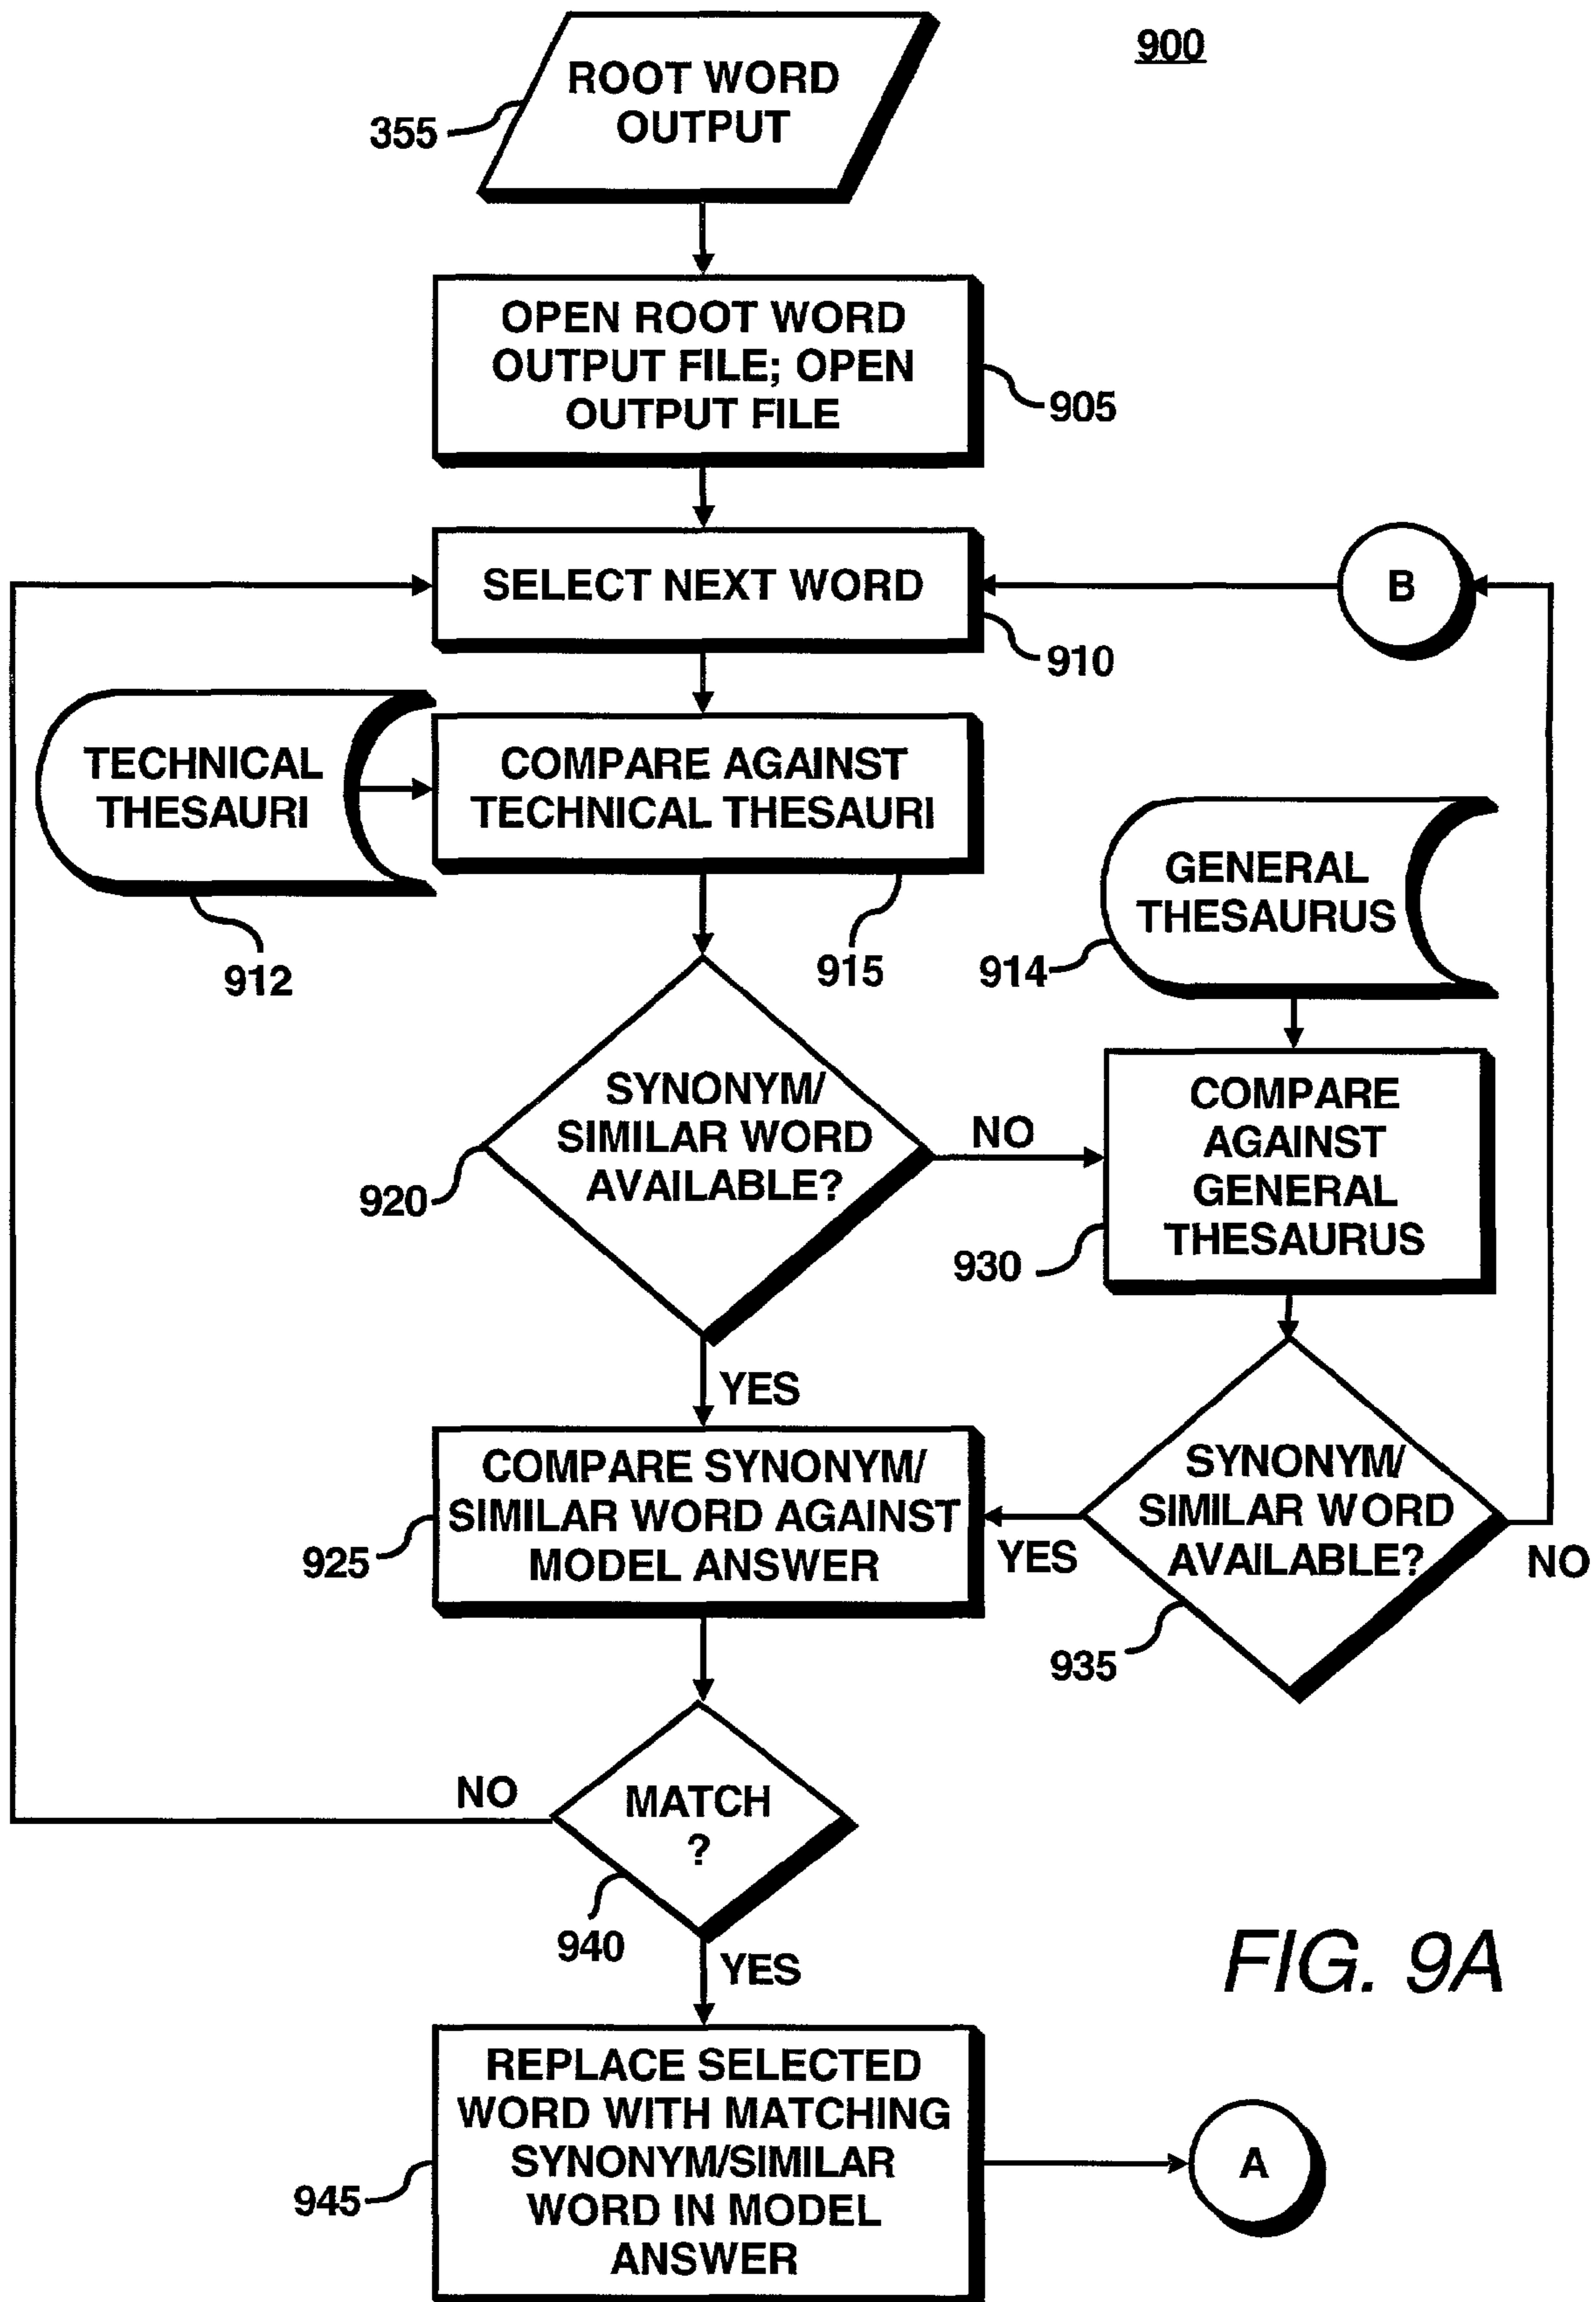 900
ROOT WORD
OUTPUT
355
OPEN ROOT WORD
OUTPUT FILE; OPEN
OUTPUT FILE
905
SELECT NEXT WORD
B
910
TECHNICAL
THESAURI
COMPARE AGAINST
TECHNICAL THESAURI
GENERAL
THESAURUS
912
915
914
SYNONYM/
SIMILAR WORD
AVAILABLE?
NO
920
COMPARE
AGAINST
GENERAL
THESAURUS
930
YES
COMPARE SYNONYM/
SIMILAR WORD AGAINST
MODEL ANSWER
925
YES
SYNONYM/
SIMILAR WORD
AVAILABLE?
NO
935
NO
MATCH
?
940
YES
FIG. 9A
REPLACE SELECTED
WORD WITH MATCHING
SYNONYM/SIMILAR
WORD IN MODEL
ANSWER
945
A